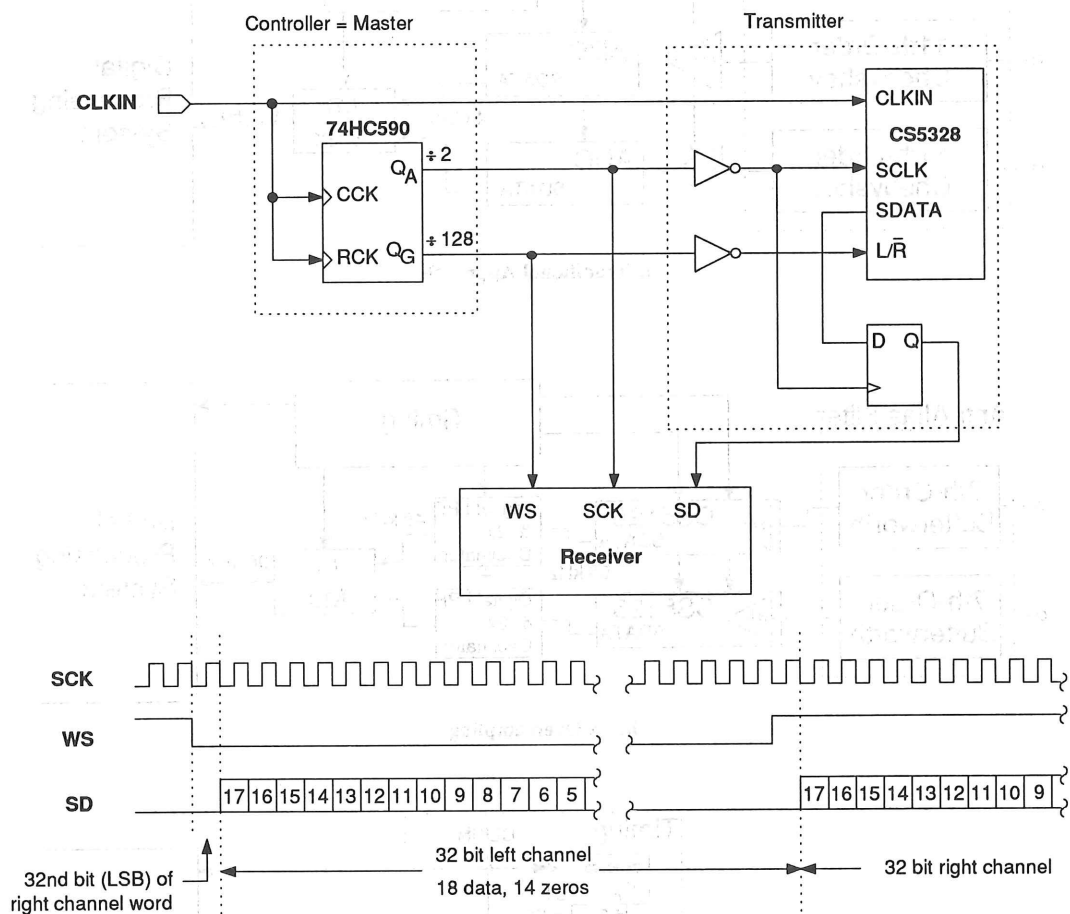 Controller = Master
Transmitter
CLKIN
74HC590
CCK
RCK
QA
÷ 2
QG
÷ 128
CLKIN
CS5328
SCLK
SDATA
L/R̄
D Q
WS SCK SD
Receiver
SCK
WS
SD
17 16 15 14 13 12 11 10 9 8 7 6 5
17 16 15 14 13 12 11 10 9
32nd bit (LSB) of
right channel word
32 bit left channel
18 data, 14 zeros
32 bit right channel